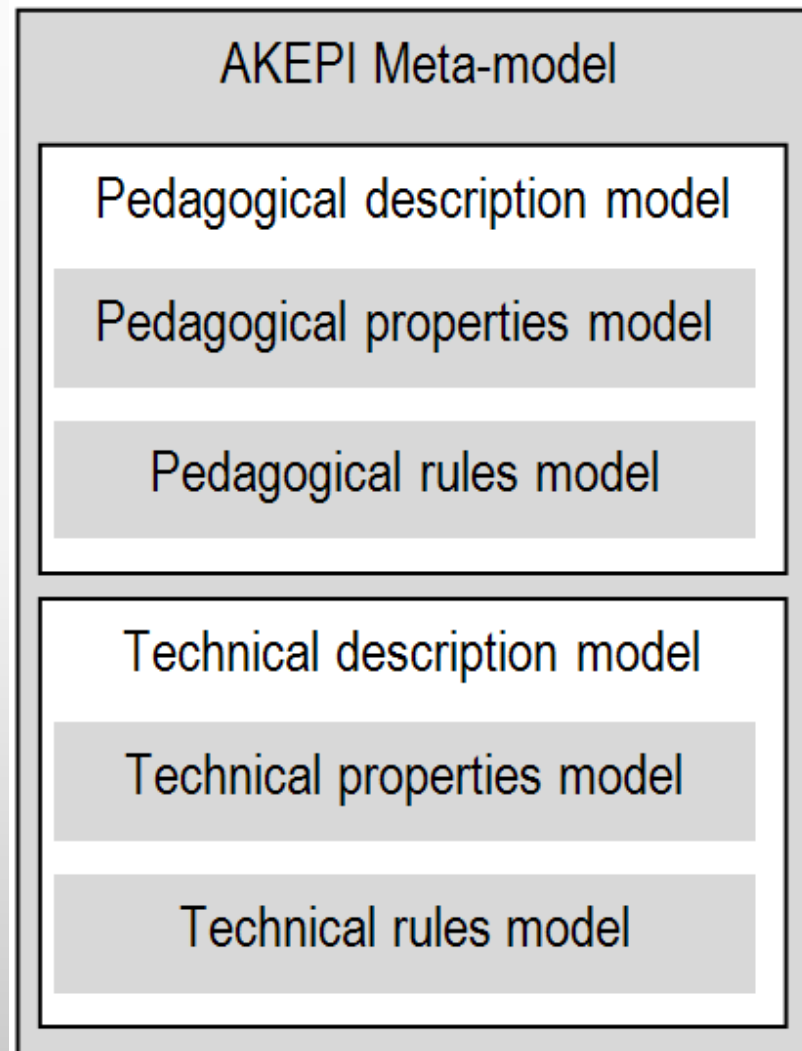 AKEPI Meta-model
Pedagogical description model
Pedagogical properties model
Pedagogical rules model
Technical description model
Technical properties model
Technical rules model